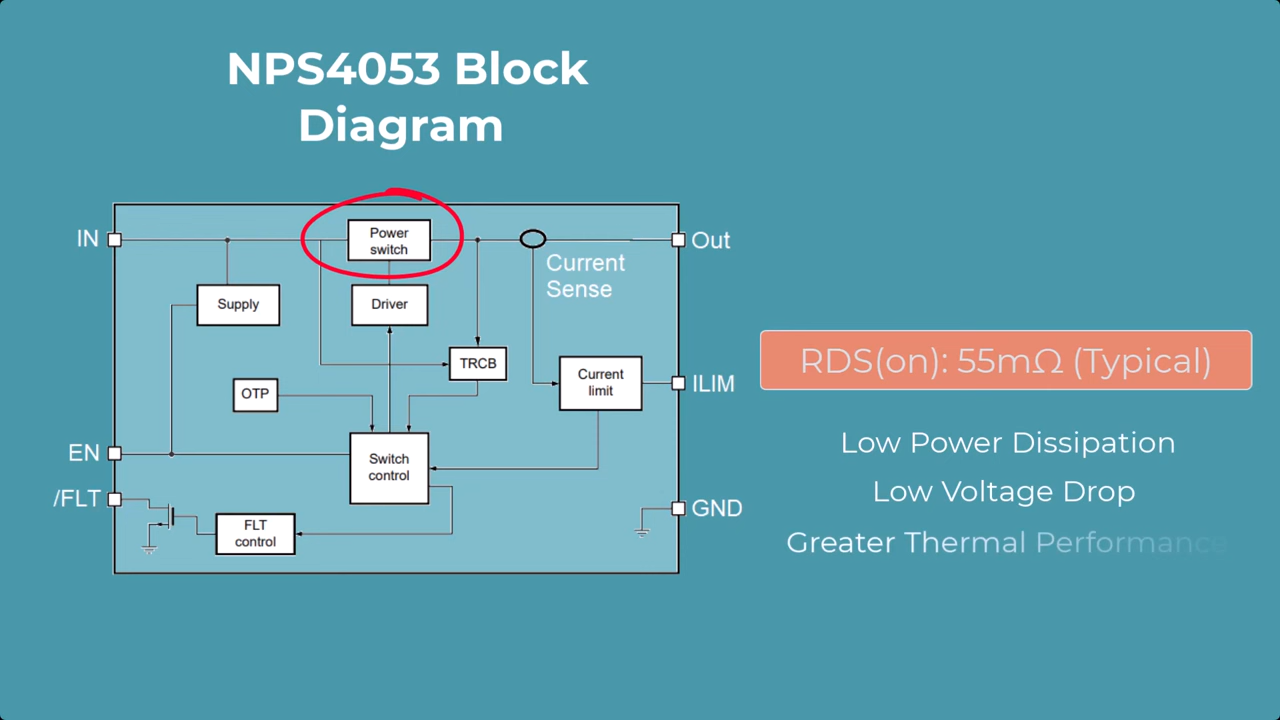 NPS4053 Block
Diagram
IN
Power
switch
Out
Current
Sense
Supply
Driver
TRCB
Current
limit
ILIM
OTP
EN
Switch
control
/FLT
FLT
control
GND
RDS(on): 55mΩ (Typical)
Low Power Dissipation
Low Voltage Drop
Greater Thermal Performance